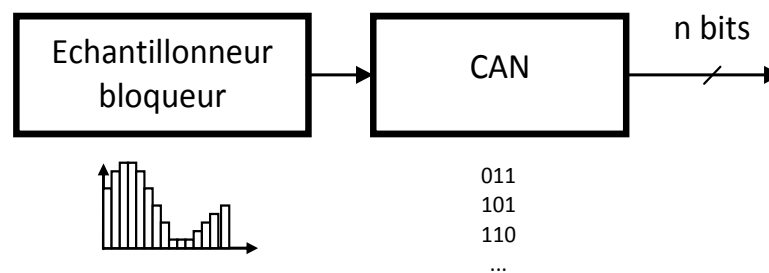 Echantillonneur
bloqueur
CAN
n bits
011
101
110
...